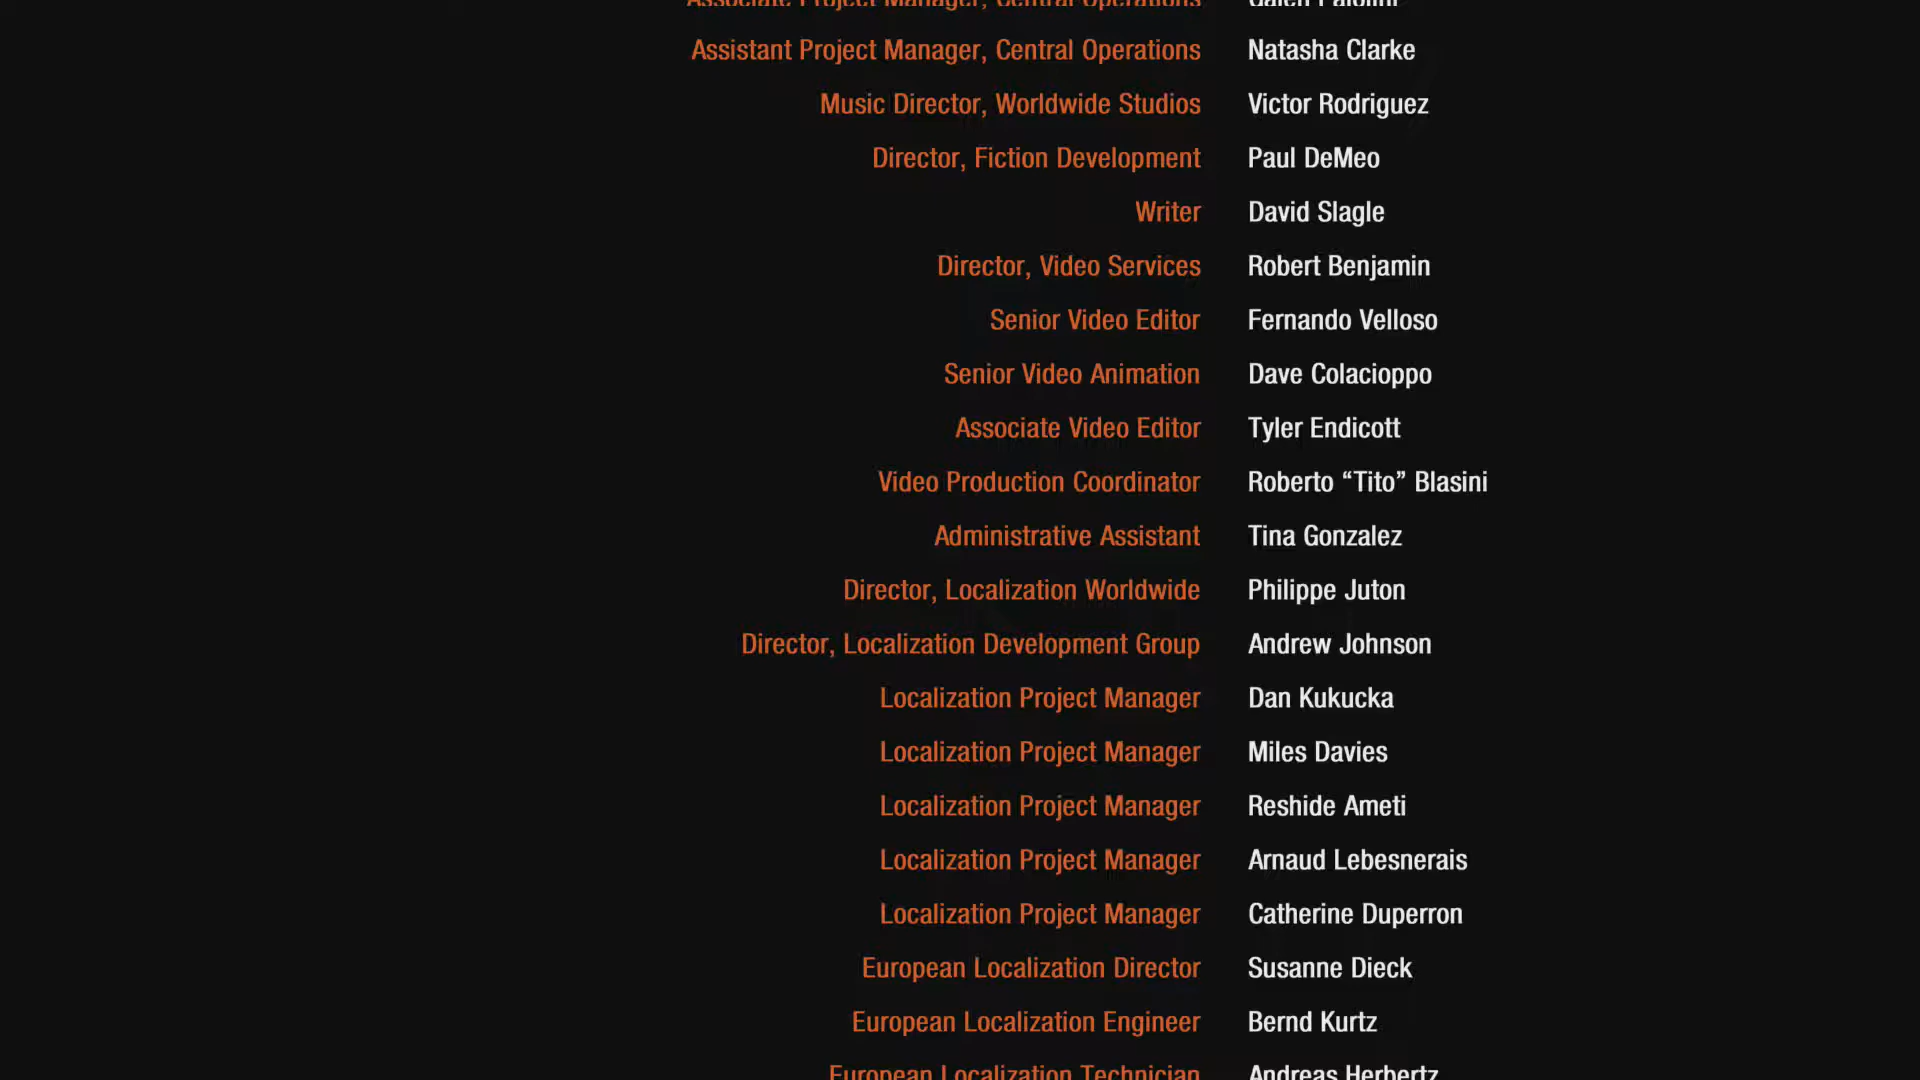 Associate Project Manager, Central Operations
Assistant Project Manager, Central Operations Natasha Clarke
Music Director, Worldwide Studios Victor Rodriguez
Director, Fiction Development Paul DeMeo
Writer David Slagle
Director, Video Services Robert Benjamin
Senior Video Editor Fernando Velloso
Senior Video Animation Dave Colacioppo
Associate Video Editor Tyler Endicott
Video Production Coordinator Roberto “Tito” Blasini
Administrative Assistant Tina Gonzalez
Director, Localization Worldwide Philippe Juton
Director, Localization Development Group Andrew Johnson
Localization Project Manager Dan Kukucka
Localization Project Manager Miles Davies
Localization Project Manager Reshide Ameti
Localization Project Manager Arnaud Lebesnerais
Localization Project Manager Catherine Duperron
European Localization Director Susanne Dieck
European Localization Engineer Bernd Kurtz
European Localization Technician Andreas Herbertz